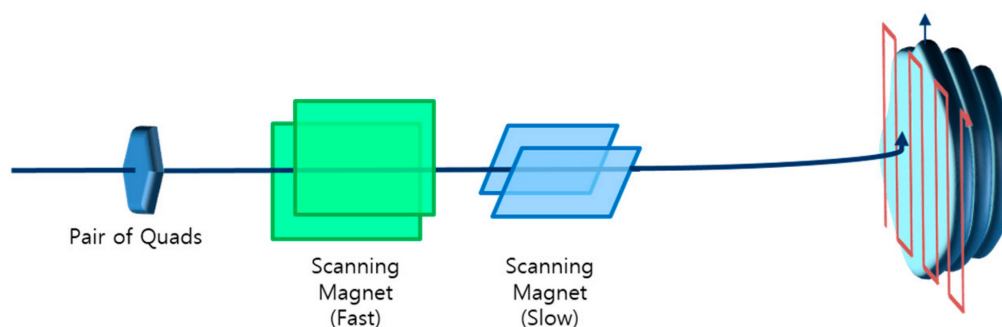 Pair of Quads
Scanning
Magnet
(Fast)
Scanning
Magnet
(Slow)